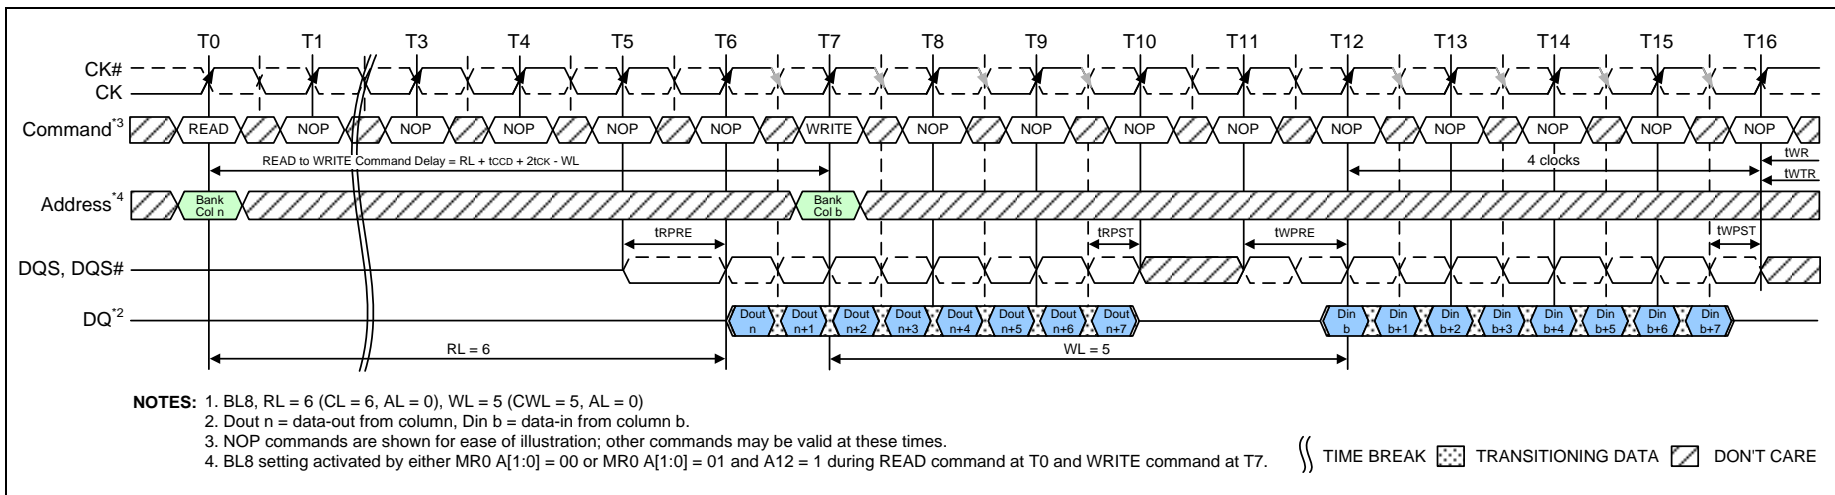 T0 T1 T3 T4 T5 T6 T7 T8 T9 T10 T11 T12 T13 T14 T15 T16
CK#
CK
Command*3 READ NOP NOP NOP NOP NOP WRITE NOP NOP NOP NOP NOP NOP NOP NOP NOP
READ to WRITE Command Delay = RL + tCCD + 2tCK - WL 4 clocks tWR
tWTR
Address*4 Bank Col n Bank Col b
tRPRE tRPST tWPRE tWPST
DQS, DQS#
DQ*2 Dout n Dout n+1 Dout n+2 Dout n+3 Dout n+4 Dout n+5 Dout n+6 Dout n+7 Din b Din b+1 Din b+2 Din b+3 Din b+4 Din b+5 Din b+6 Din b+7
RL = 6 WL = 5
NOTES: 1. BL8, RL = 6 (CL = 6, AL = 0), WL = 5 (CWL = 5, AL = 0)
2. Dout n = data-out from column, Din b = data-in from column b.
3. NOP commands are shown for ease of illustration; other commands may be valid at these times.
4. BL8 setting activated by either MR0 A[1:0] = 00 or MR0 A[1:0] = 01 and A12 = 1 during READ command at T0 and WRITE command at T7.
TIME BREAK TRANSITIONING DATA DON'T CARE